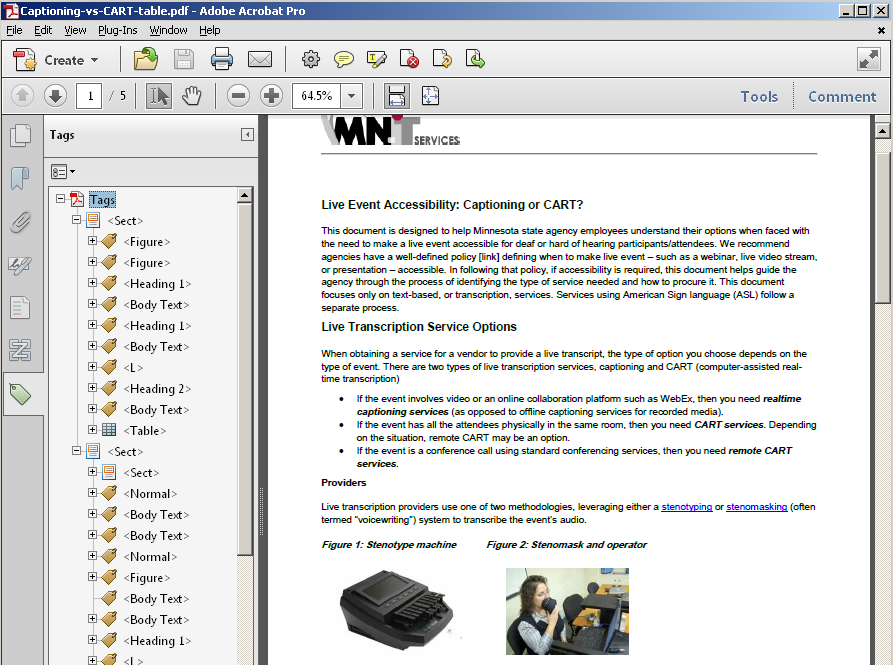 Captioning-vs-CART-table.pdf - Adobe Acrobat Pro
File Edit View Plug-Ins Window Help
Create
1 / 5 64.5% Tools Comment
Tags
Tags
<Sect>
<Figure>
<Figure>
<Heading 1>
<Body Text>
<Heading 1>
<Body Text>
<L>
<Heading 2>
<Body Text>
<Table>
<Sect>
<Sect>
<Normal>
<Body Text>
<Body Text>
<Normal>
<Figure>
<Body Text>
<Body Text>
<Heading 1>
<L>
MN.IT SERVICES
Live Event Accessibility: Captioning or CART?
This document is designed to help Minnesota state agency employees understand their options when faced with
the need to make a live event accessible for deaf or hard of hearing participants/attendees. We recommend
agencies have a well-defined policy [link] defining when to make live event – such as a webinar, live video stream,
or presentation – accessible. In following that policy, if accessibility is required, this document helps guide the
agency through the process of identifying the type of service needed and how to procure it. This document
focuses only on text-based, or transcription, services. Services using American Sign language (ASL) follow a
separate process.
Live Transcription Service Options
When obtaining a service for a vendor to provide a live transcript, the type of option you choose depends on the
type of event. There are two types of live transcription services, captioning and CART (computer-assisted real-
time transcription)
• If the event involves video or an online collaboration platform such as WebEx, then you need realtime
captioning services (as opposed to offline captioning services for recorded media).
• If the event has all the attendees physically in the same room, then you need CART services. Depending
on the situation, remote CART may be an option.
• If the event is a conference call using standard conferencing services, then you need remote CART
services.
Providers
Live transcription providers use one of two methodologies, leveraging either a stenotyping or stenomasking (often
termed "voicewriting") system to transcribe the event's audio.
Figure 1: Stenotype machine Figure 2: Stenomask and operator